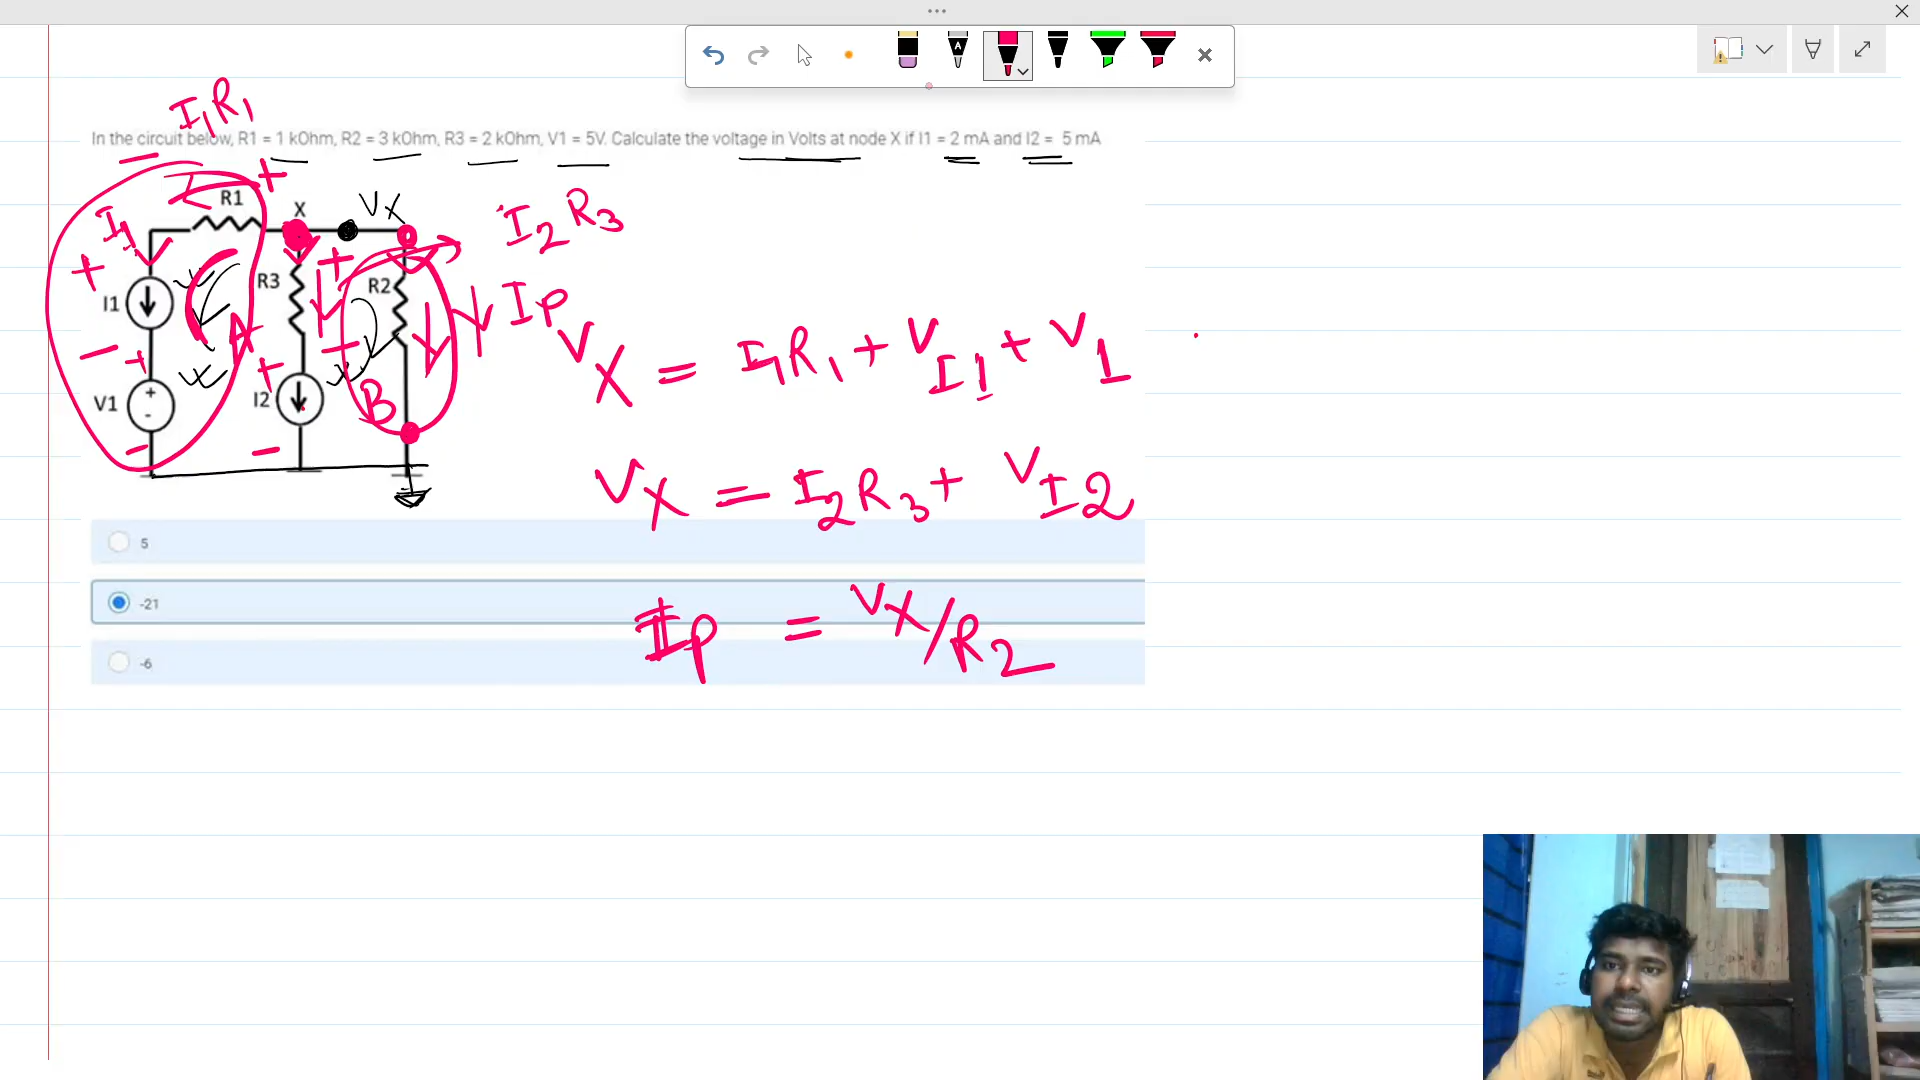 I1R1
In the circuit below, R1 = 1 kOhm, R2 = 3 kOhm, R3 = 2 kOhm, V1 = 5V. Calculate the voltage in Volts at node X if I1 = 2 mA and I2 = 5 mA
− +
R1 X VX
I1 I2R3
+ +
I1 R3 R2 IP
− + A + −
VX = I1R1 + VI1 + V1
V1 + - I2 B
− −
VX = I2R3 + VI2
5
-21
IP = VX/R2
-6